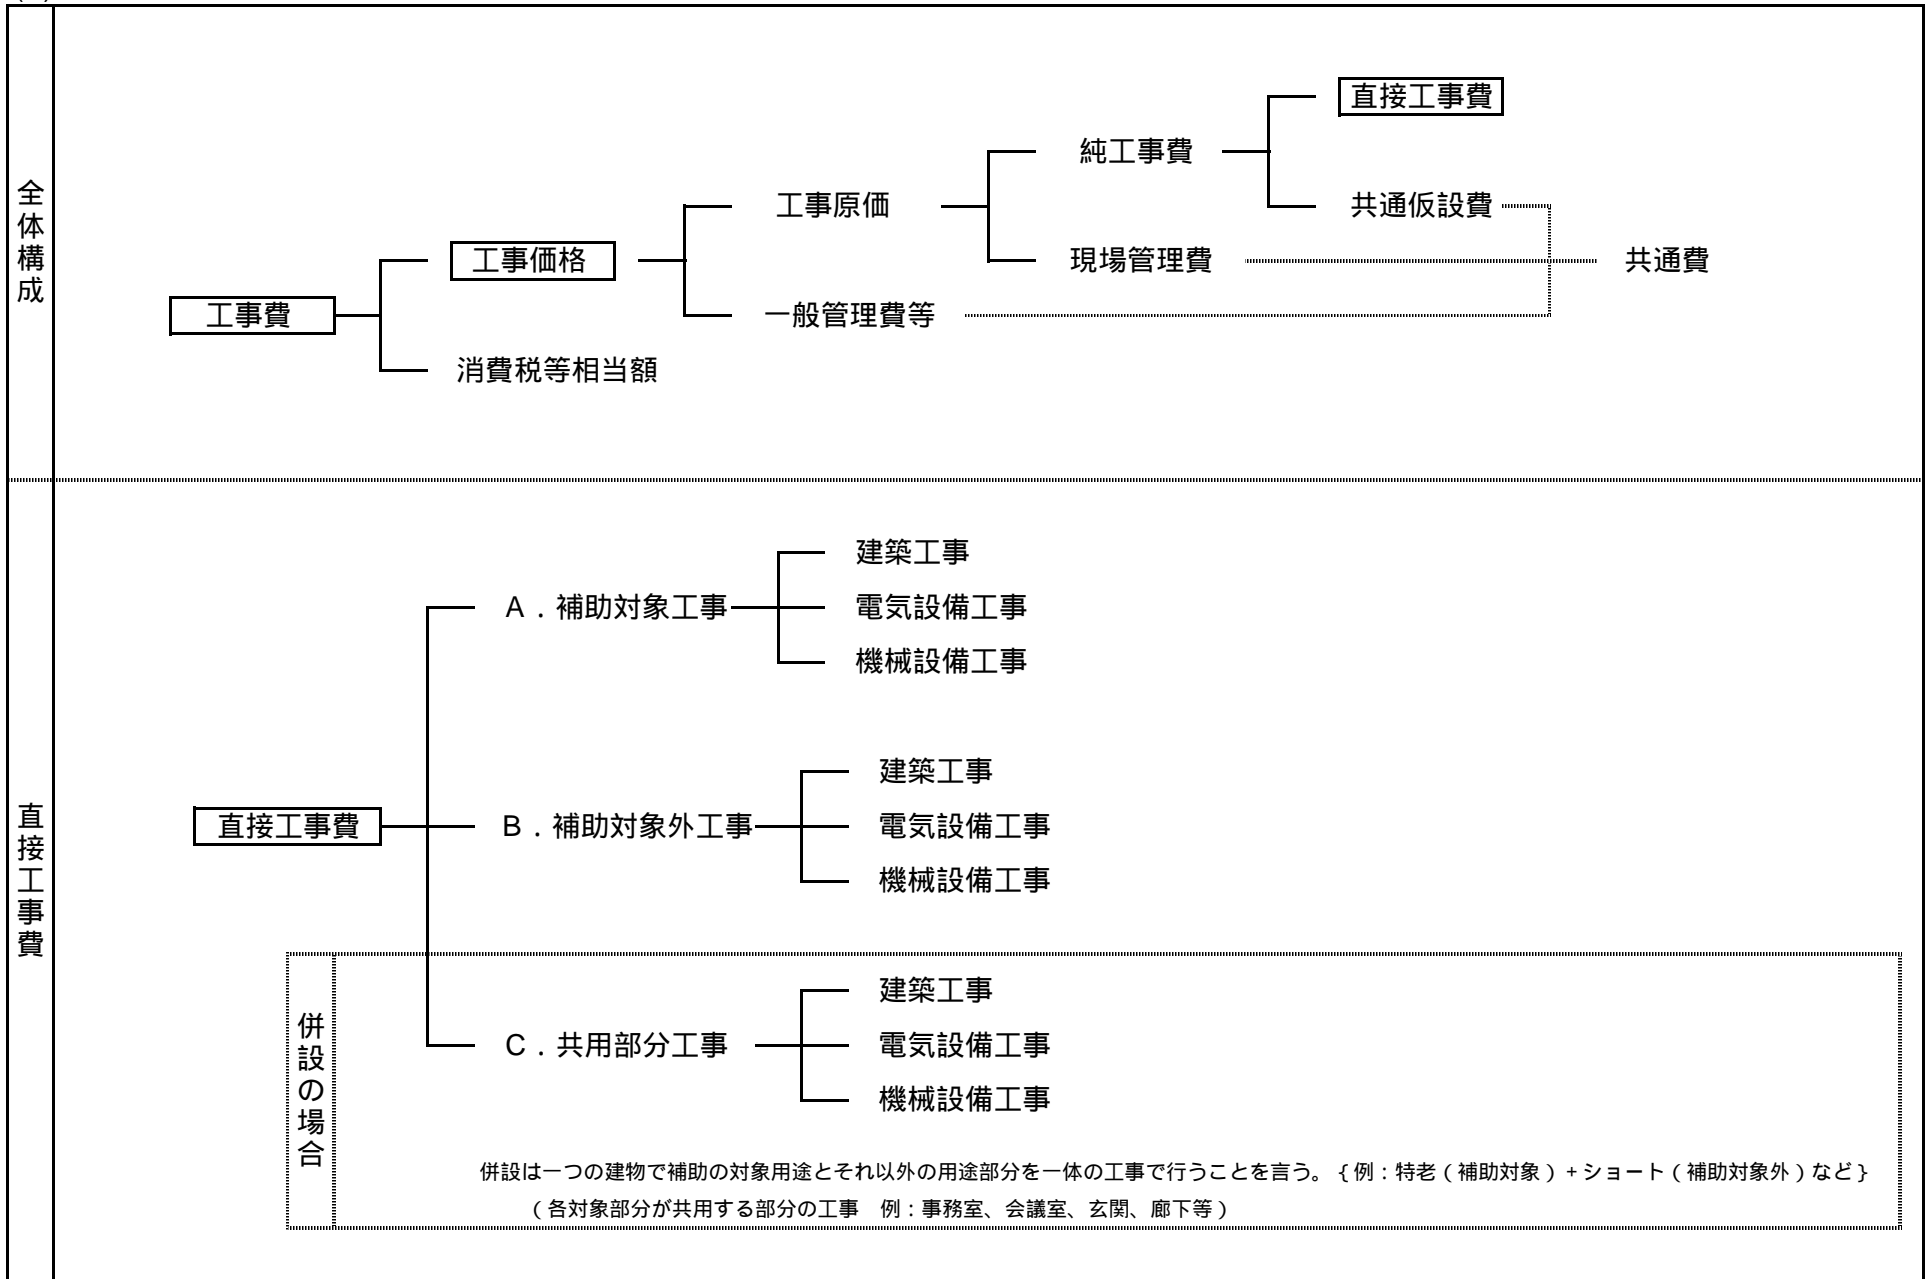 全体構成
直接工事費
純工事費
工事原価
共通仮設費
工事価格
現場管理費
共通費
工事費
一般管理費等
消費税等相当額
直接工事費
建築工事
A．補助対象工事
電気設備工事
機械設備工事
建築工事
直接工事費
B．補助対象外工事
電気設備工事
機械設備工事
併設の場合
建築工事
C．共用部分工事
電気設備工事
機械設備工事
併設は一つの建物で補助の対象用途とそれ以外の用途部分を一体の工事で行うことを言う。｛例：特老（補助対象）+ショート（補助対象外）など｝
（各対象部分が共用する部分の工事　例：事務室、会議室、玄関、廊下等）